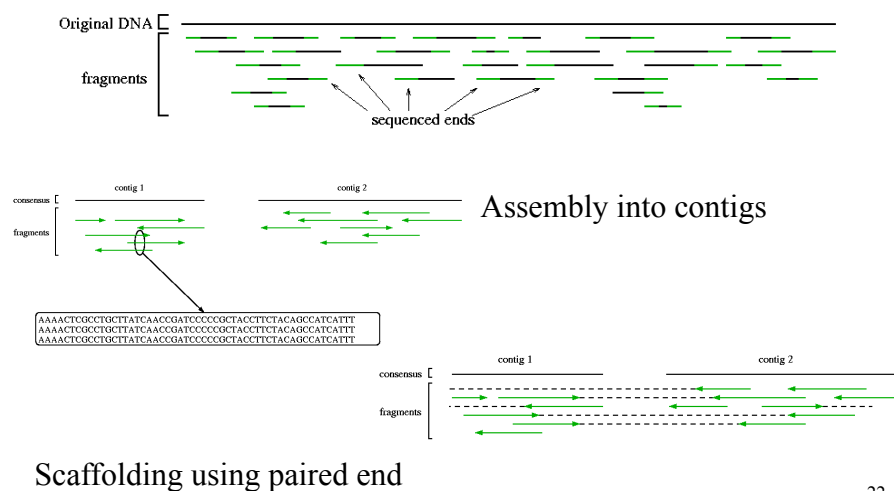 Original DNA
fragments
sequenced ends
contig 1
contig 2
consensus
fragments
Assembly into contigs
AAAACTCGCCTGCTTATCAACCGATCCCCCGCTACCTTCTACAGCCATCATTT
AAAACTCGCCTGCTTATCAACCGATCCCCCGCTACCTTCTACAGCCATCATTT
AAAACTCGCCTGCTTATCAACCGATCCCCCGCTACCTTCTACAGCCATCATTT
contig 1
contig 2
consensus
fragments
Scaffolding using paired end